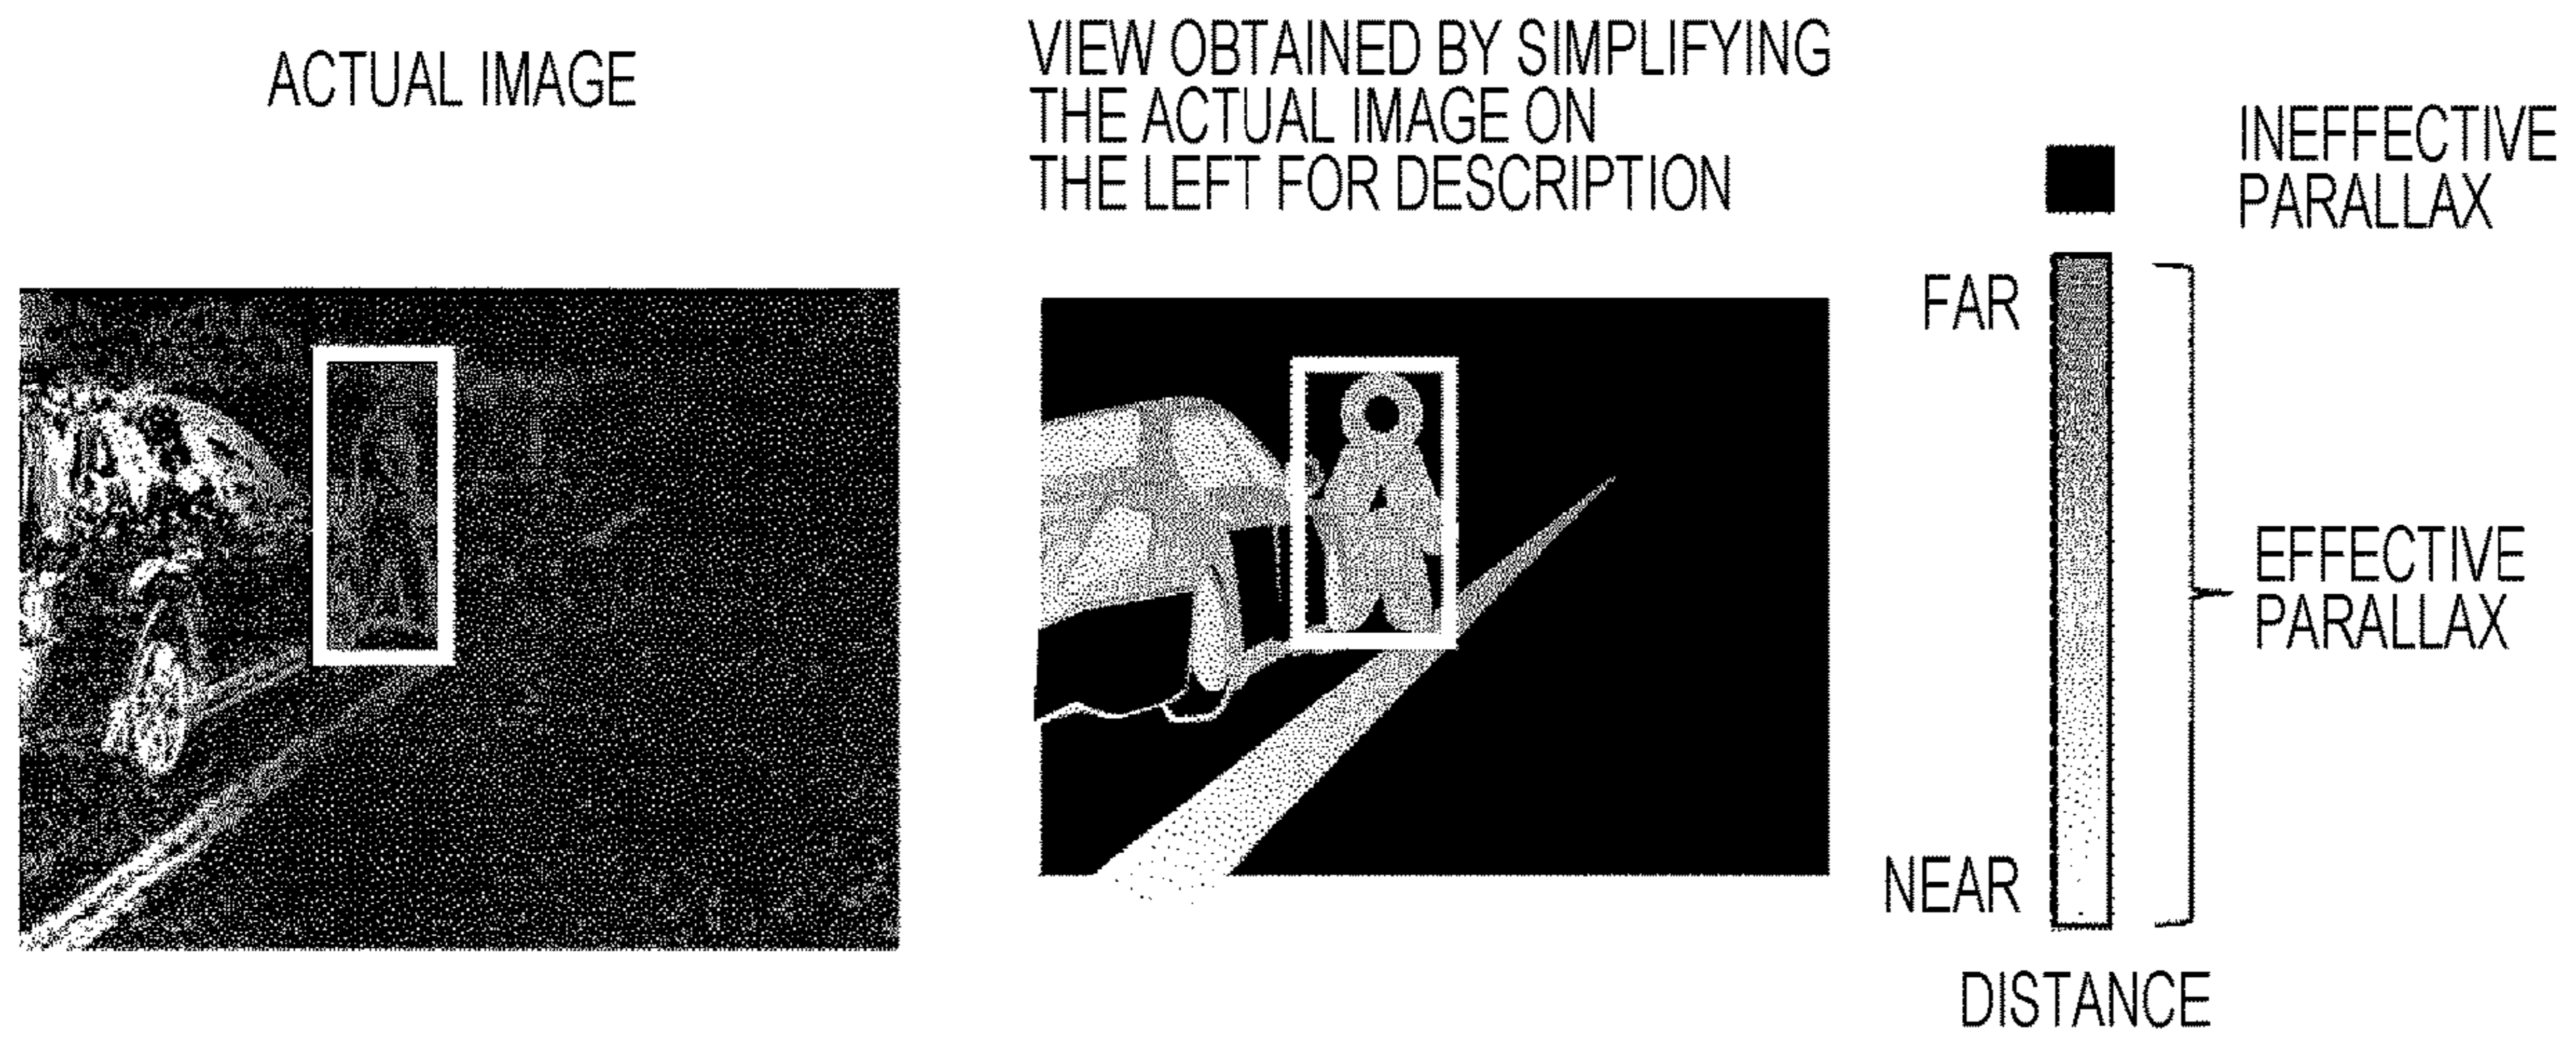 ACTUAL IMAGE
VIEW OBTAINED BY SIMPLIFYING
THE ACTUAL IMAGE ON
THE LEFT FOR DESCRIPTION
INEFFECTIVE
PARALLAX
FAR
EFFECTIVE
PARALLAX
NEAR
DISTANCE